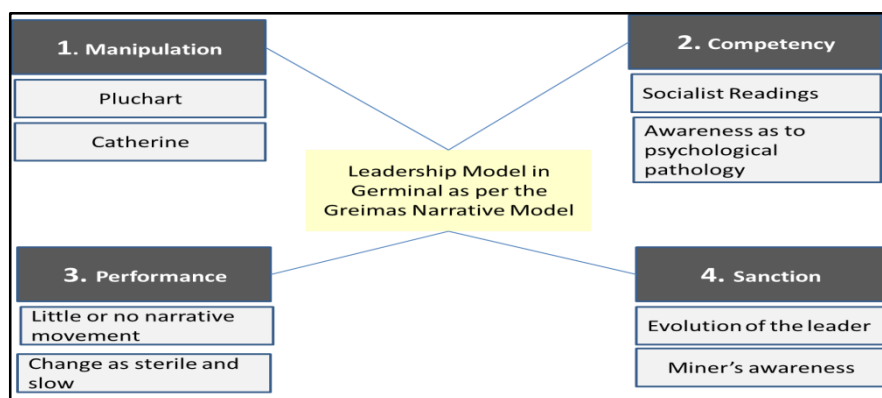 1. Manipulation
Pluchart
Catherine
2. Competency
Socialist Readings
Awareness as to
psychological
pathology
Leadership Model in
Germinal as per the
Greimas Narrative Model
3. Performance
Little or no narrative
movement
Change as sterile and
slow
4. Sanction
Evolution of the leader
Miner's awareness